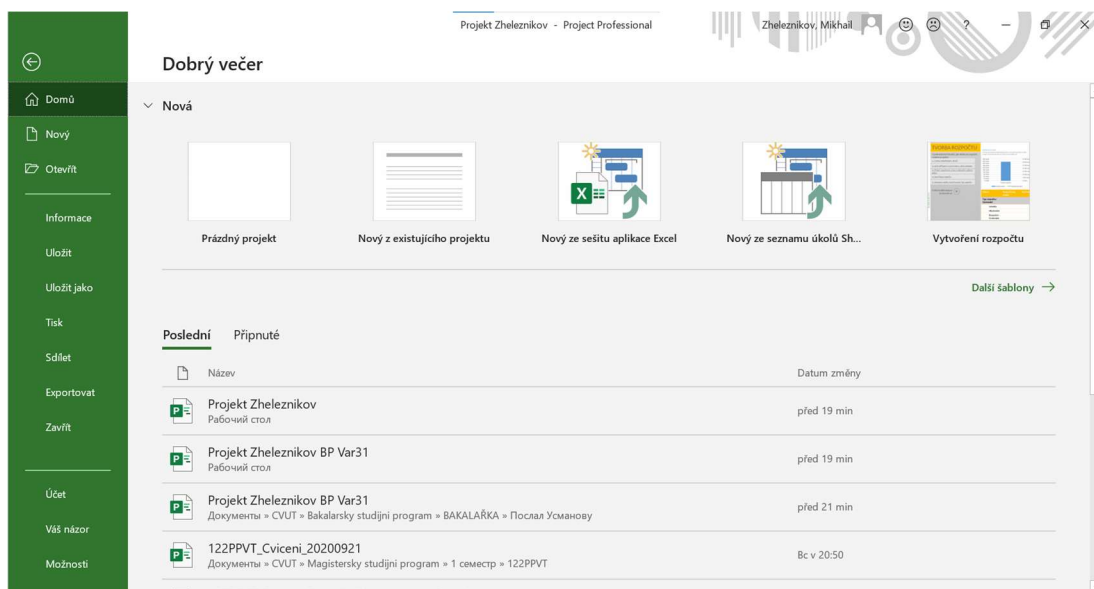 Projekt Zheleznikov - Project Professional
Zheleznikov, Mikhail
?
Dobrý večer
Domů
Nový
Otevřít
Informace
Uložit
Uložit jako
Tisk
Sdílet
Exportovat
Zavřít
Účet
Váš názor
Možnosti
Nová
Prázdný projekt
Nový z existujícího projektu
Nový ze sešitu aplikace Excel
Nový ze seznamu úkolů Sh...
TVORBA ROZPOČTU
Vytvoření rozpočtu
Další šablony
Poslední Připnuté
Název Datum změny
Projekt Zheleznikov
Рабочий стол
před 19 min
Projekt Zheleznikov BP Var31
Рабочий стол
před 19 min
Projekt Zheleznikov BP Var31
Документы » CVUT » Bakalarsky studijní program » BAKALAŘKA » Послал Усманову
před 21 min
122PPVT_Cviceni_20200921
Документы » CVUT » Magistersky studijni program » 1 семестр » 122PPVT
Вс v 20:50